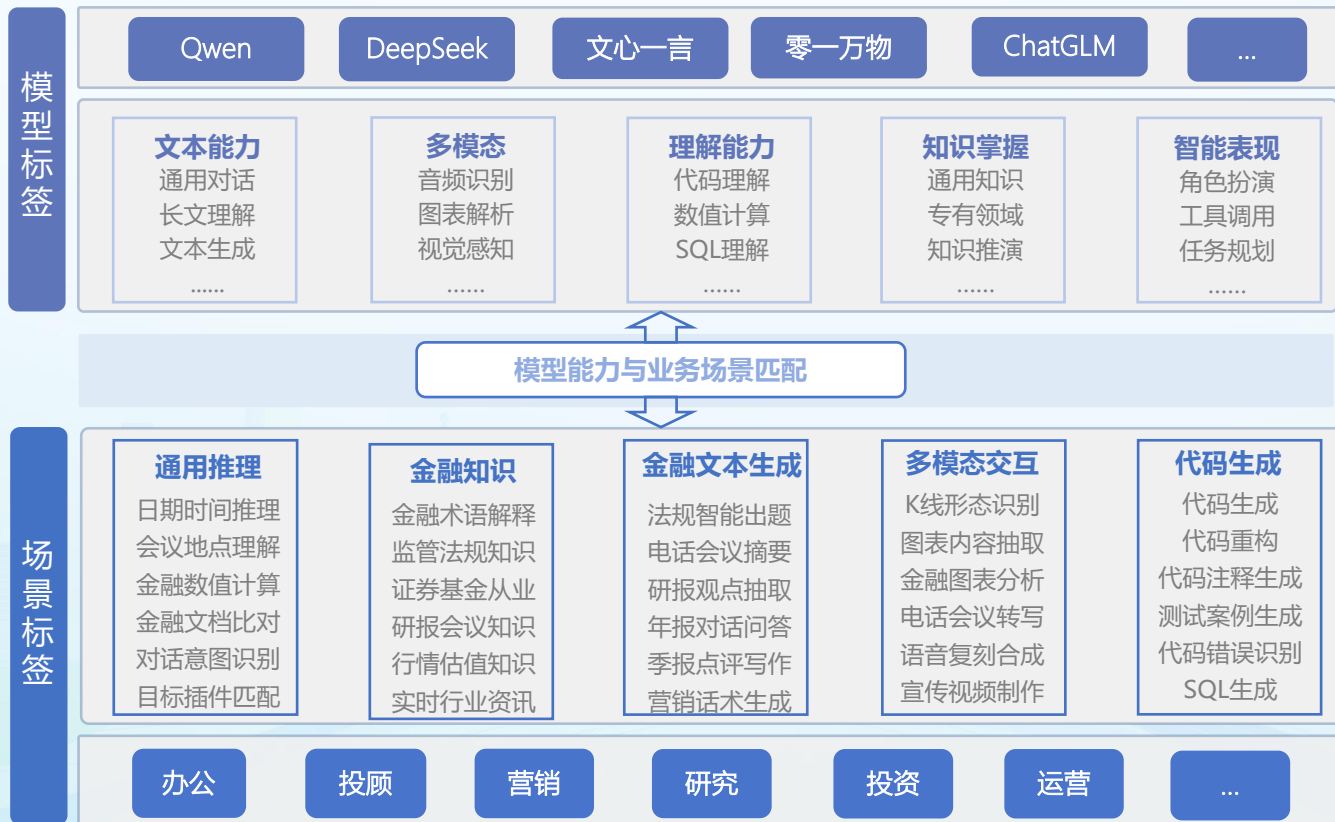 模型标签
Qwen
DeepSeek
文心一言
零一万物
ChatGLM
...
文本能力
通用对话
长文理解
文本生成
......
多模态
音频识别
图表解析
视觉感知
......
理解能力
代码理解
数值计算
SQL理解
......
知识掌握
通用知识
专有领域
知识推演
......
智能表现
角色扮演
工具调用
任务规划
......
模型能力与业务场景匹配
场景标签
通用推理
日期时间推理
会议地点理解
金融数值计算
金融文档比对
对话意图识别
目标插件匹配
金融知识
金融术语解释
监管法规知识
证券基金从业
研报会议知识
行情估值知识
实时行业资讯
金融文本生成
法规智能出题
电话会议摘要
研报观点抽取
年报对话问答
季报点评写作
营销话术生成
多模态交互
K线形态识别
图表内容抽取
金融图表分析
电话会议转写
语音复刻合成
宣传视频制作
代码生成
代码生成
代码重构
代码注释生成
测试案例生成
代码错误识别
SQL生成
办公
投顾
营销
研究
投资
运营
...